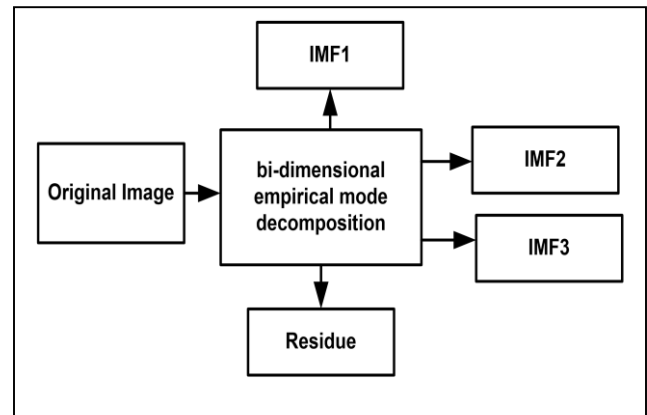 IMF1
Original Image
bi-dimensional
empirical mode
decomposition
IMF2
IMF3
Residue